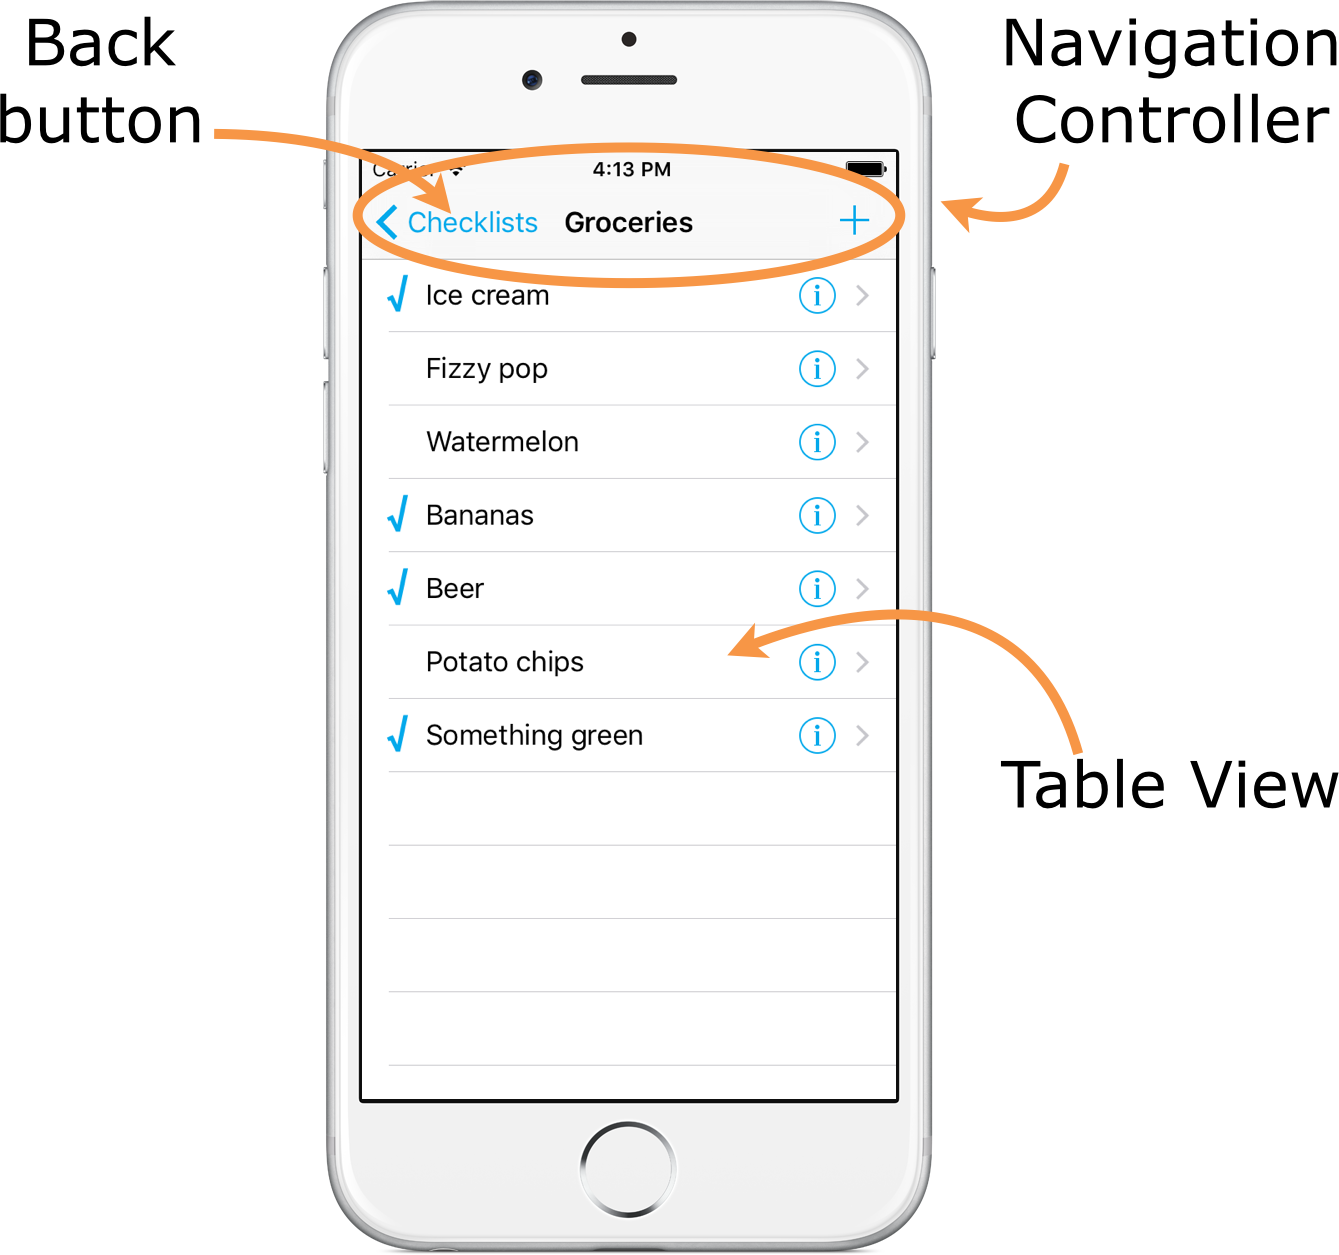 Back
button
Navigation
Controller
4:13 PM
Checklists Groceries
Ice cream
Fizzy pop
Watermelon
Bananas
Beer
Potato chips
Something green
Table View